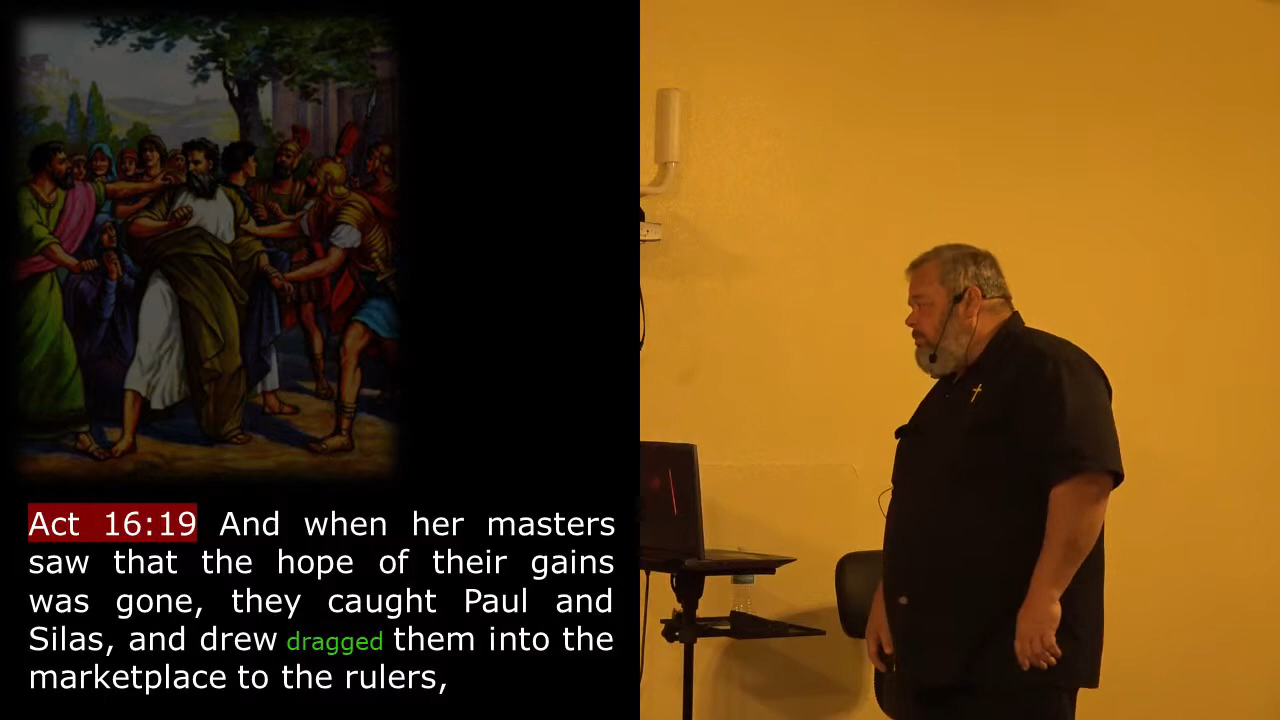 Act 16:19 And when her masters
saw that the hope of their gains
was gone, they caught Paul and
Silas, and drew dragged them into the
marketplace to the rulers,